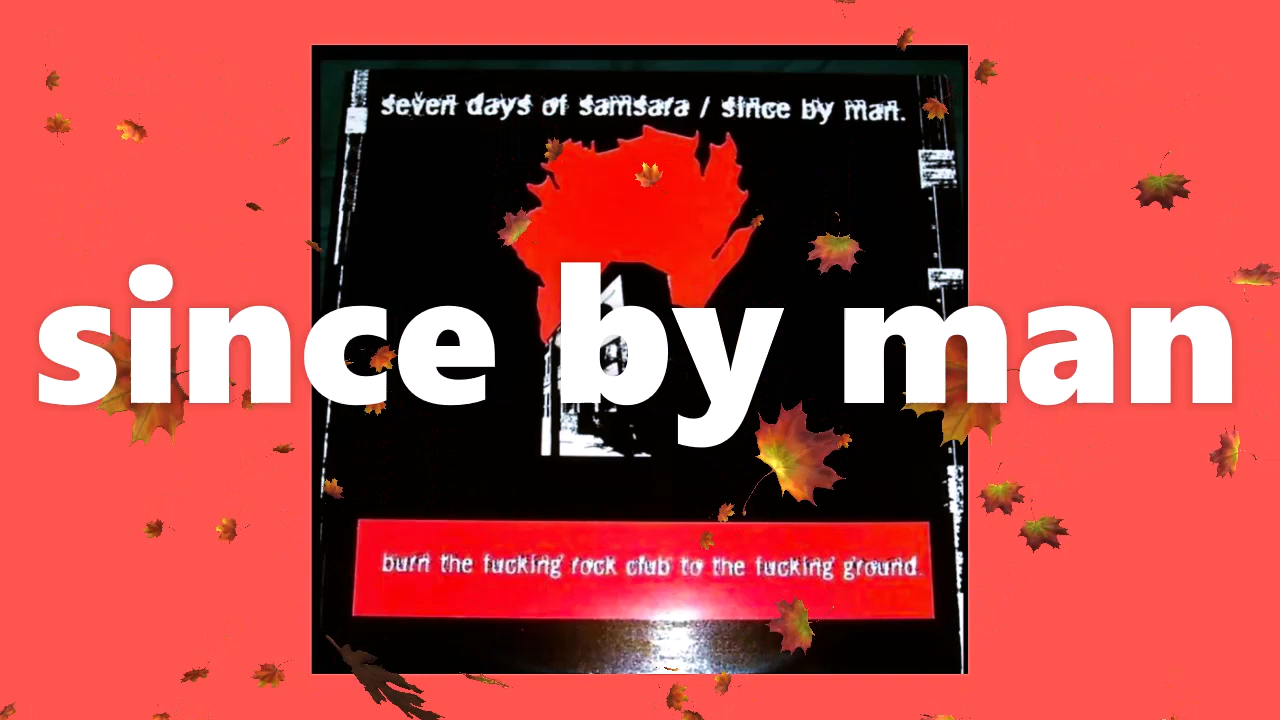 seven days of samsara / since by man.
since by man
burn the fucking rock club to the fucking ground.